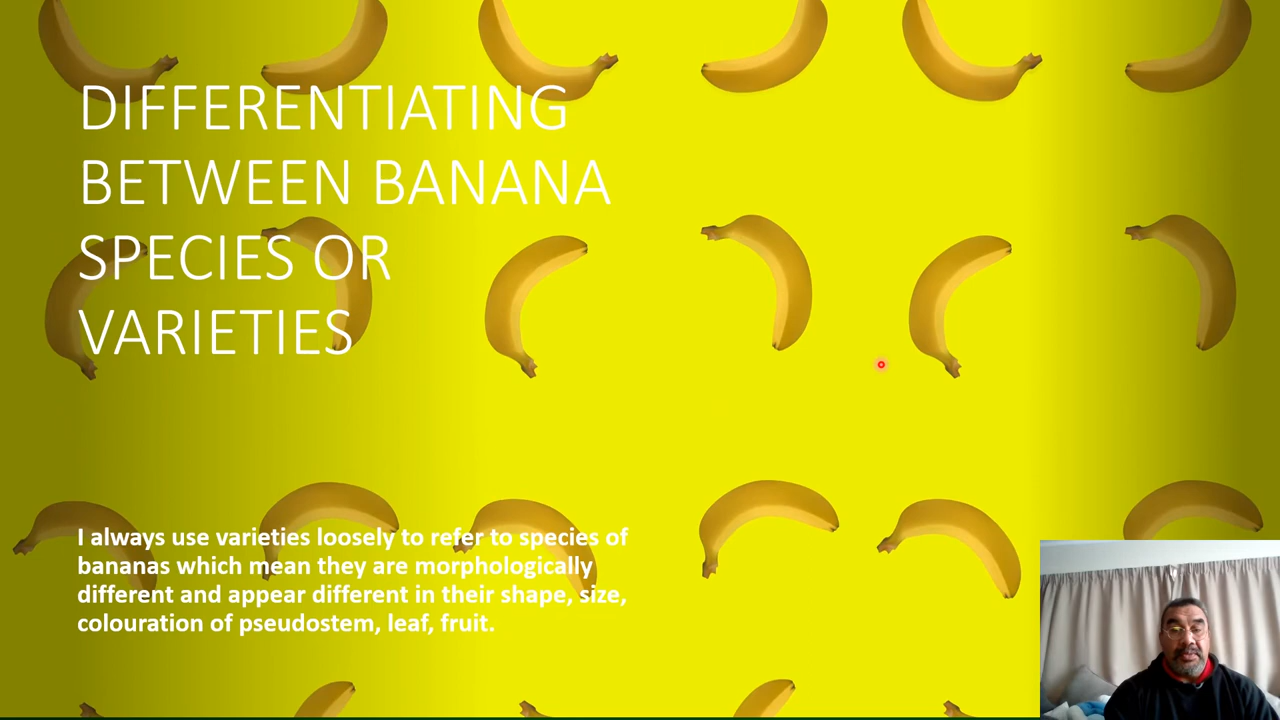 DIFFERENTIATING
BETWEEN BANANA
SPECIES OR
VARIETIES
I always use varieties loosely to refer to species of
bananas which mean they are morphologically
different and appear different in their shape, size,
colouration of pseudostem, leaf, fruit.